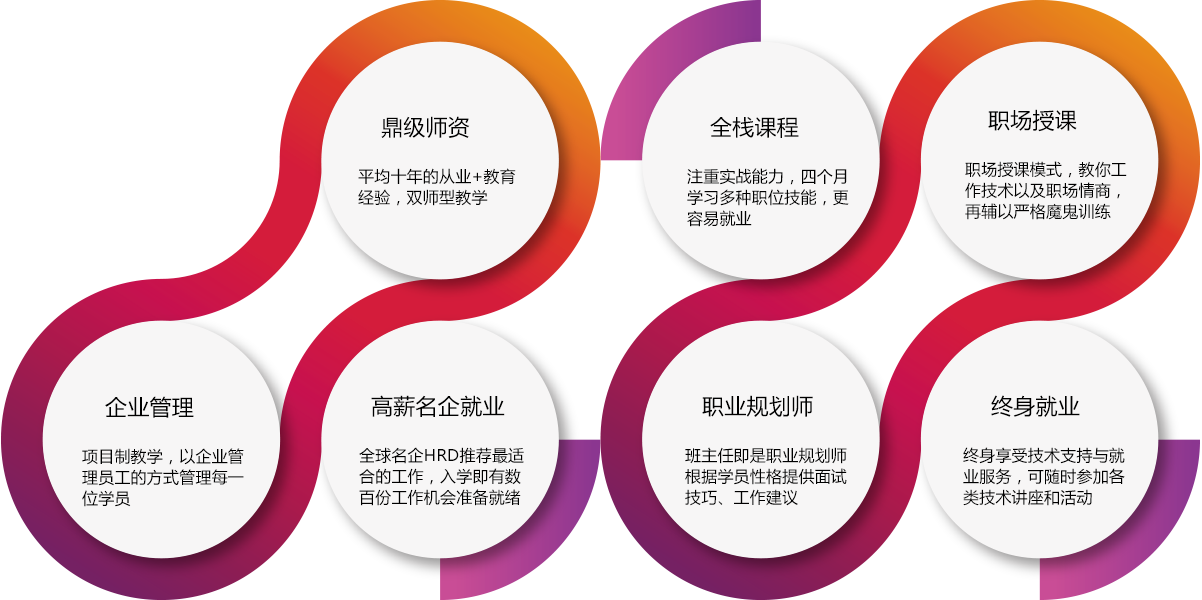 鼎级师资
平均十年的从业+教育
经验，双师型教学
全栈课程
注重实战能力，四个月
学习多种职位技能，更
容易就业
职场授课
职场授课模式，教你工
作技术以及职场情商，
再辅以严格魔鬼训练
企业管理
项目制教学，以企业管
理员工的方式管理每一
位学员
高薪名企就业
全球名企HRD推荐最适
合的工作，入学即有数
百份工作机会准备就绪
职业规划师
班主任即是职业规划师
根据学员性格提供面试
技巧、工作建议
终身就业
终身享受技术支持与就
业服务，可随时参加各
类技术讲座和活动